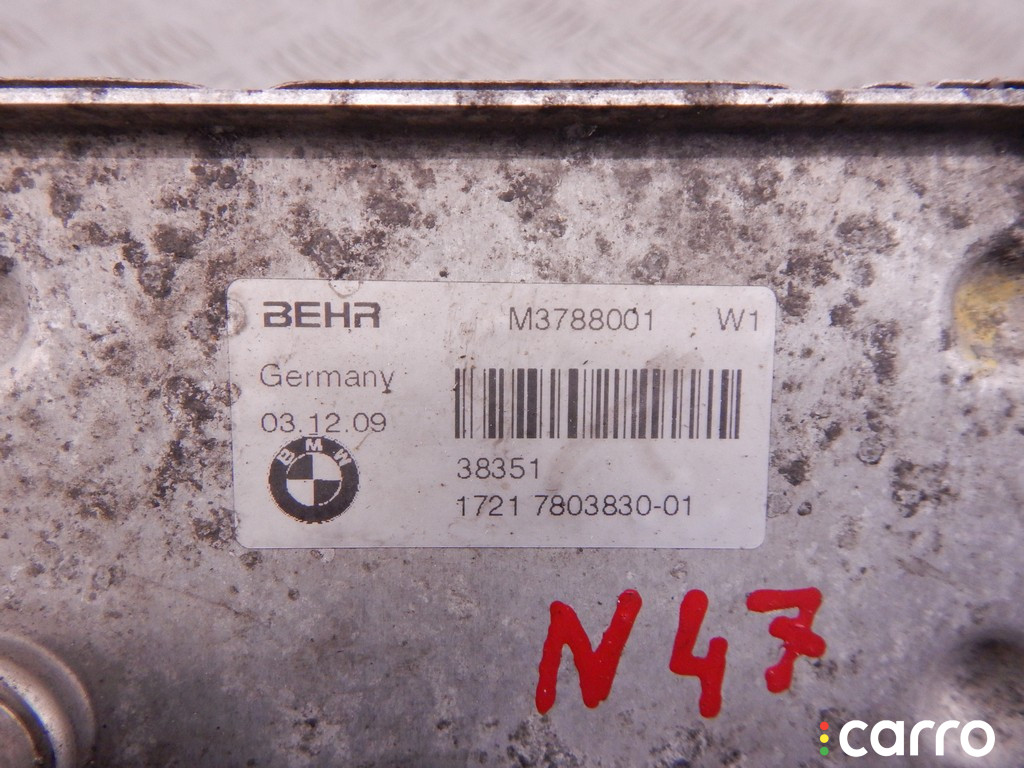 BEHR M3788001 W1
Germany
03.12.09
BMW
38351
1721 7803830-01
N47
carro